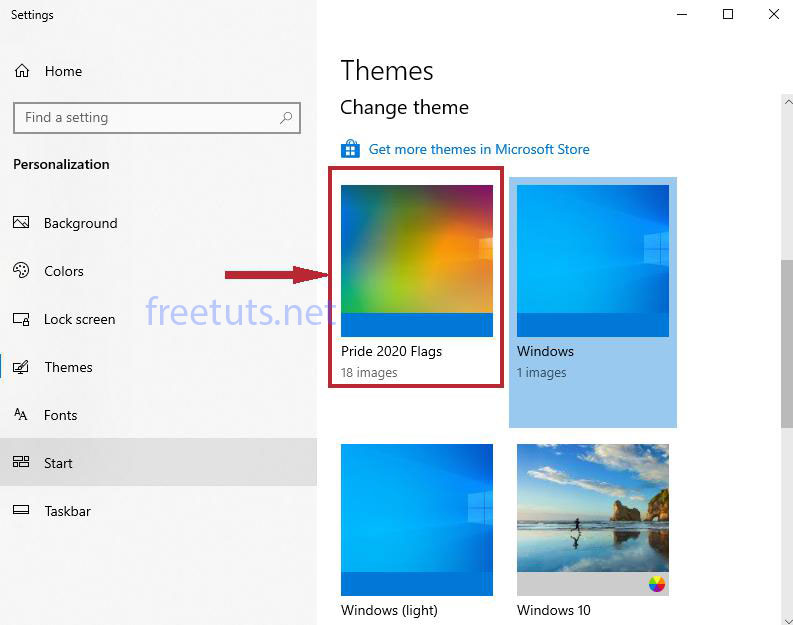 Settings
Home
Find a setting
Personalization
Background
Colors
Lock screen
Themes
Fonts
Start
Taskbar
freetuts.net
Themes
Change theme
Get more themes in Microsoft Store
Pride 2020 Flags
18 images
Windows
1 images
Windows (light)
Windows 10